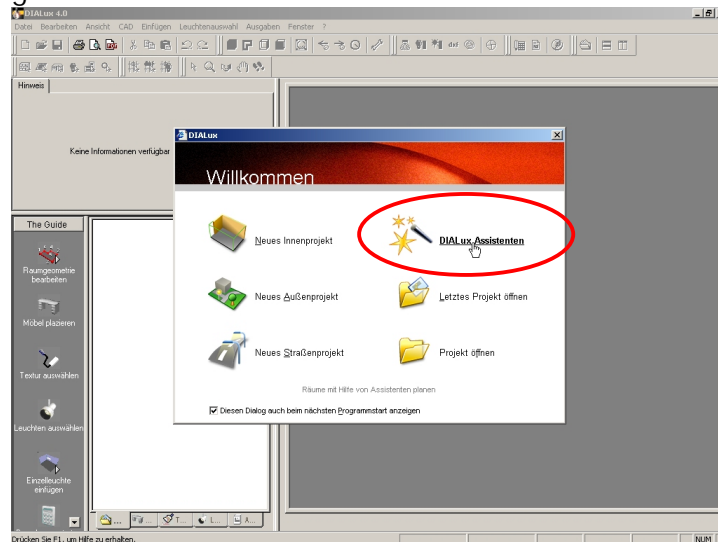 g
DIALux 4.0
Datei Bearbeiten Ansicht CAD Einfügen Leuchtenauswahl Ausgaben Fenster ?
Hinweis
Keine Informationen verfügbar
DIALux
Willkommen
Neues Innenprojekt
DIALux Assistenten
Neues Außenprojekt
Letztes Projekt öffnen
Neues Straßenprojekt
Projekt öffnen
Räume mit Hilfe von Assistenten planen
Diesen Dialog auch beim nächsten Programmstart anzeigen
The Guide
Raumgeometrie
bearbeiten
Möbel plazieren
Textur auswählen
Leuchten auswählen
Einzelleuchte
einfügen
... ... T... L... A...
Drücken Sie F1, um Hilfe zu erhalten.
NUM